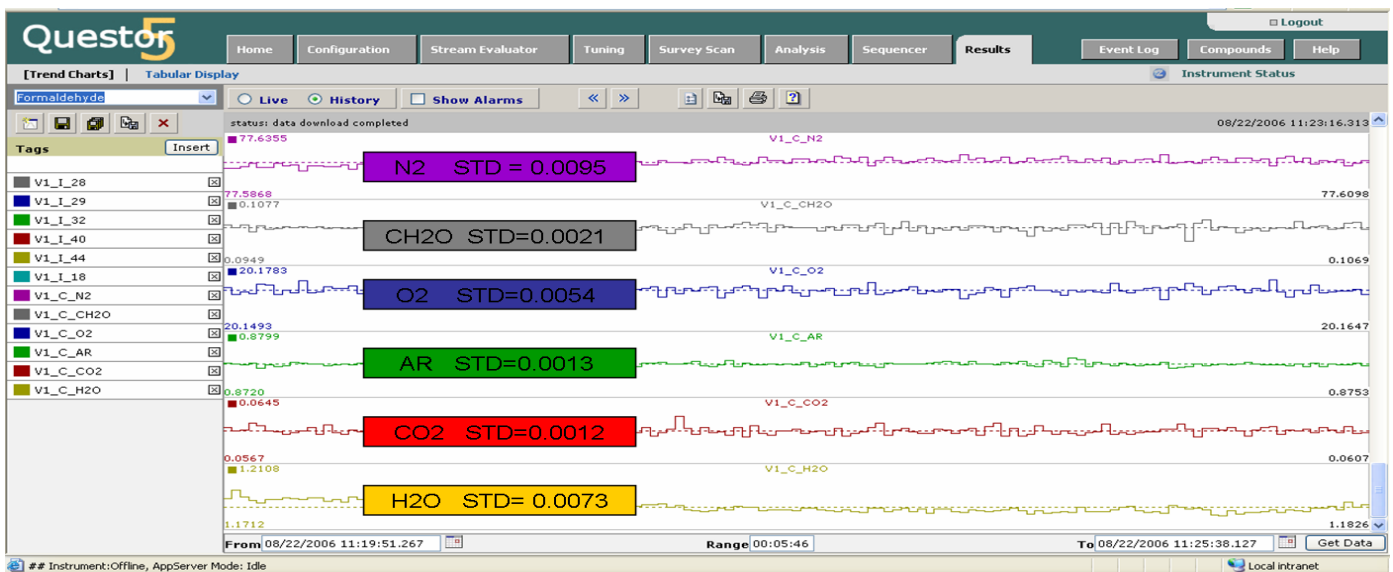 Questor5
Logout
Home Configuration Stream Evaluator Tuning Survey Scan Analysis Sequencer Results Event Log Compounds Help
[Trend Charts] | Tabular Display Instrument Status
Formaldehyde Live History Show Alarms « » ?
status: data download completed 08/22/2006 11:23:16.313
Tags Insert
V1_I_28
V1_I_29
V1_I_32
V1_I_40
V1_I_44
V1_I_18
V1_C_N2
V1_C_CH2O
V1_C_O2
V1_C_AR
V1_C_CO2
V1_C_H2O
77.6355 V1_C_N2
N2 STD = 0.0095
77.5868 77.6098
0.1077 V1_C_CH2O
CH2O STD=0.0021
0.0949 0.1069
20.1783 V1_C_O2
O2 STD=0.0054
20.1493 20.1647
0.8799 V1_C_AR
AR STD=0.0013
0.8720 0.8753
0.0645 V1_C_CO2
CO2 STD=0.0012
0.0567 0.0607
1.2108 V1_C_H2O
H2O STD= 0.0073
1.1712 1.1826
From 08/22/2006 11:19:51.267 Range 00:05:46 To 08/22/2006 11:25:38.127 Get Data
## Instrument:Offline, AppServer Mode: Idle Local intranet